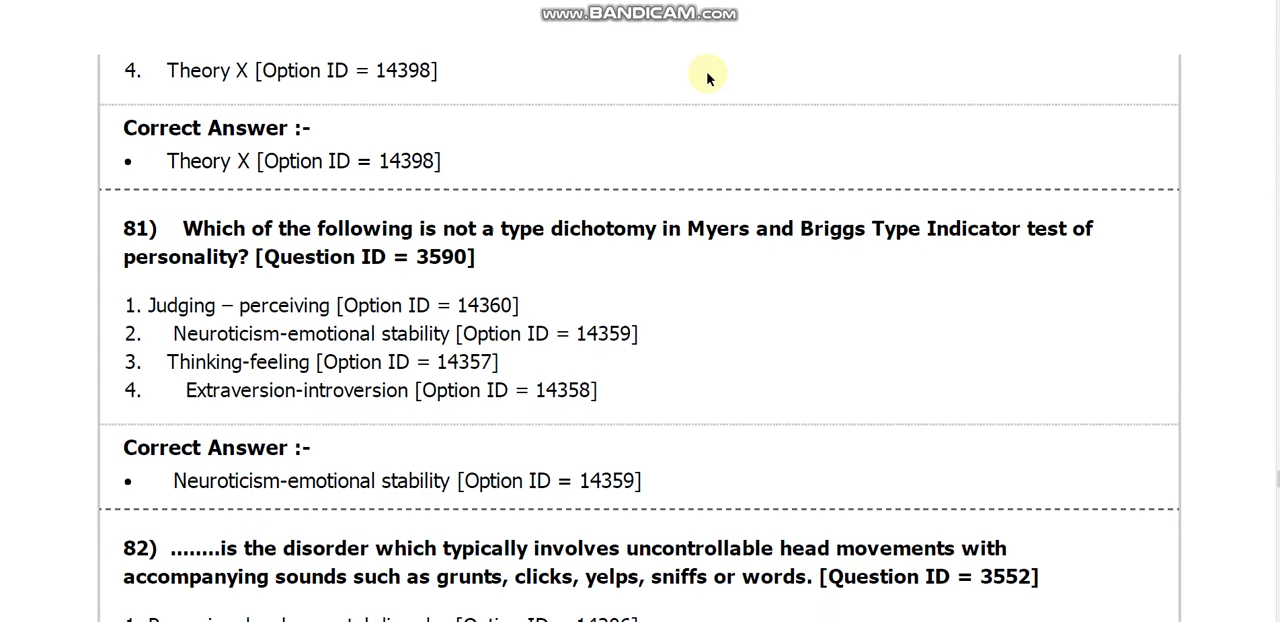 www.BANDICAM.com
4. Theory X [Option ID = 14398]
Correct Answer :-
• Theory X [Option ID = 14398]
81) Which of the following is not a type dichotomy in Myers and Briggs Type Indicator test of
personality? [Question ID = 3590]
1. Judging – perceiving [Option ID = 14360]
2. Neuroticism-emotional stability [Option ID = 14359]
3. Thinking-feeling [Option ID = 14357]
4. Extraversion-introversion [Option ID = 14358]
Correct Answer :-
• Neuroticism-emotional stability [Option ID = 14359]
82) ........is the disorder which typically involves uncontrollable head movements with
accompanying sounds such as grunts, clicks, yelps, sniffs or words. [Question ID = 3552]